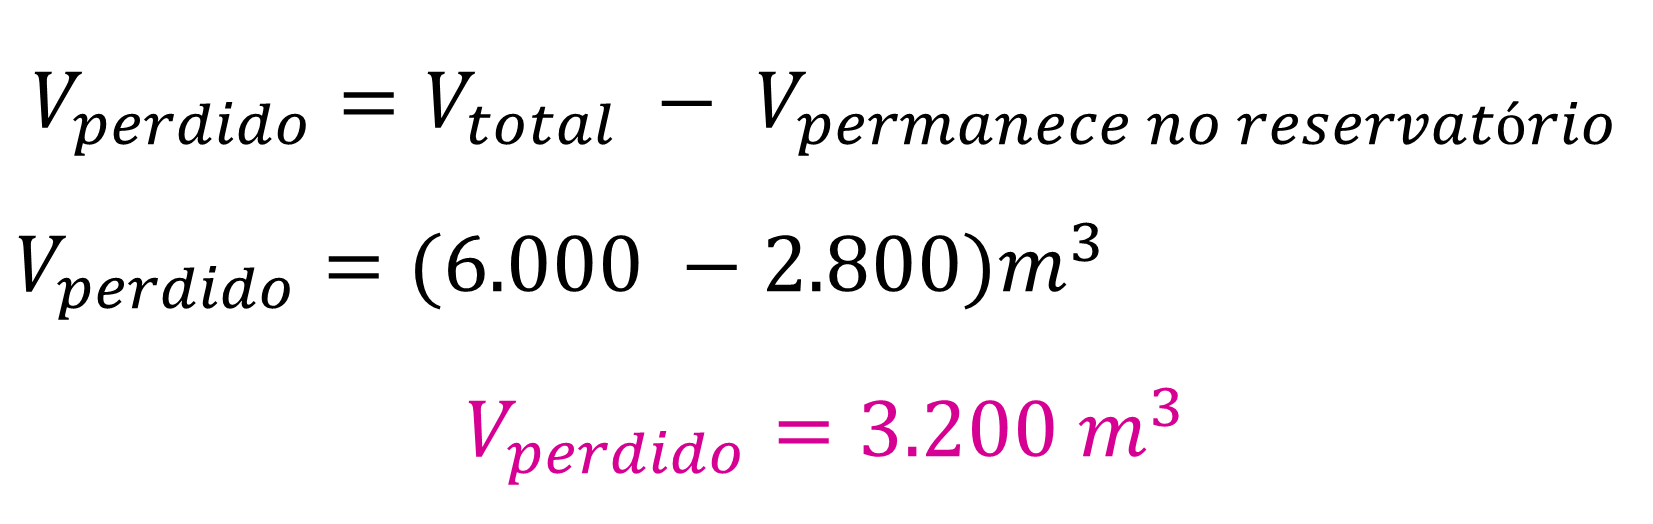 V_perdido = V_total − V_permanece no reservatório
V_perdido = (6.000 − 2.800)m³
V_perdido = 3.200 m³